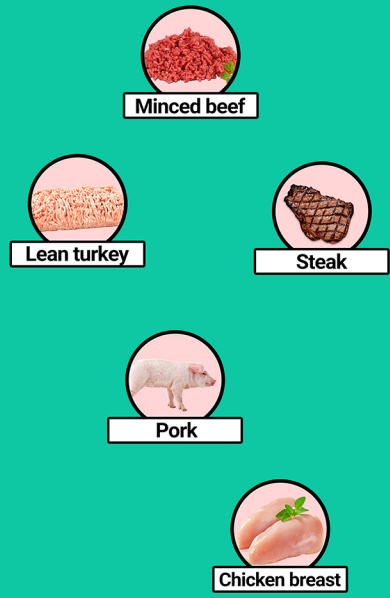 Minced beef
Lean turkey
Steak
Pork
Chicken breast